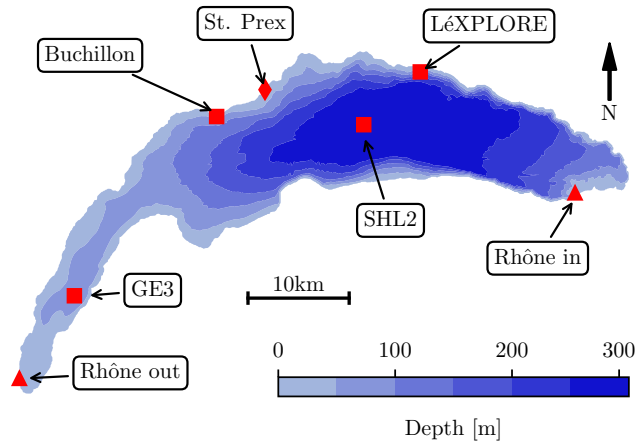 St. Prex
LéXPLORE
Buchillon
N
SHL2
Rhône in
GE3
10km
Rhône out
0 100 200 300
Depth [m]